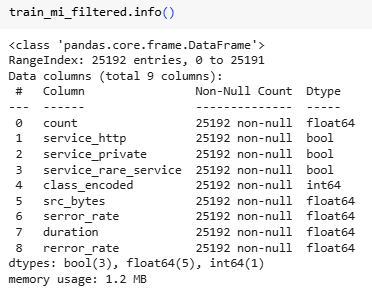 train_mi_filtered.info()
<class 'pandas.core.frame.DataFrame'>
RangeIndex: 25192 entries, 0 to 25191
Data columns (total 9 columns):
 #   Column                Non-Null Count  Dtype
---  ------                --------------  -----
 0   count                 25192 non-null  float64
 1   service_http          25192 non-null  bool
 2   service_private       25192 non-null  bool
 3   service_rare_service  25192 non-null  bool
 4   class_encoded         25192 non-null  int64
 5   src_bytes             25192 non-null  float64
 6   serror_rate           25192 non-null  float64
 7   duration              25192 non-null  float64
 8   rerror_rate           25192 non-null  float64
dtypes: bool(3), float64(5), int64(1)
memory usage: 1.2 MB